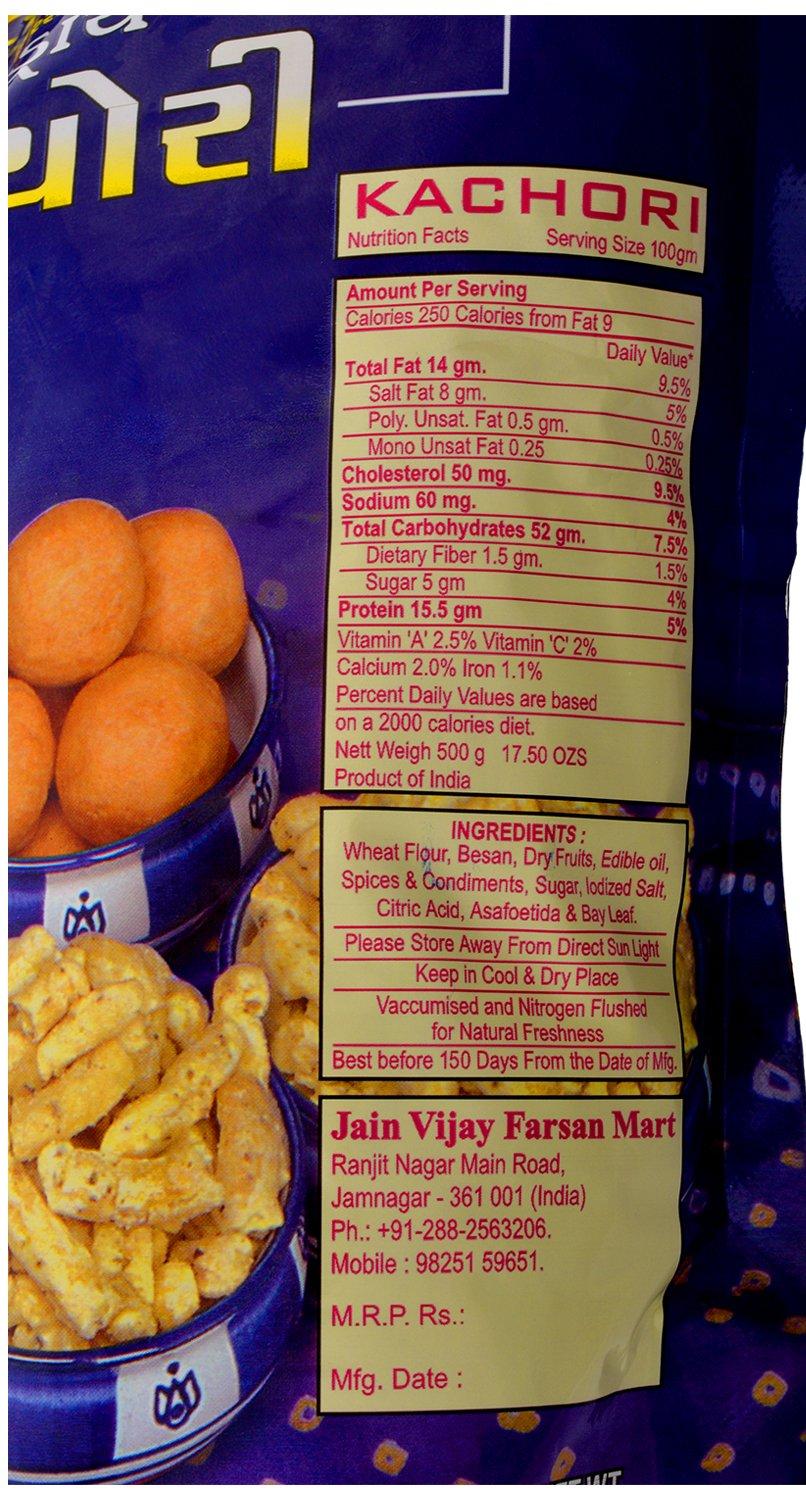 KACHORI
Nutrition Facts Serving Size 100gm
Amount Per Serving
Calories 250 Calories from Fat 9
Daily Value*
Total Fat 14 gm. 9.5%
Salt Fat 8 gm. 5%
Poly. Unsat. Fat 0.5 gm. 0.5%
Mono Unsat Fat 0.25 0.25%
Cholesterol 50 mg. 9.5%
Sodium 60 mg. 4%
Total Carbohydrates 52 gm. 7.5%
Dietary Fiber 1.5 gm. 1.5%
Sugar 5 gm 4%
Protein 15.5 gm 5%
Vitamin 'A' 2.5% Vitamin 'C' 2%
Calcium 2.0% Iron 1.1%
Percent Daily Values are based
on a 2000 calories diet.
Nett Weigh 500 g 17.50 OZS
Product of India
INGREDIENTS :
Wheat Flour, Besan, Dry Fruits, Edible oil,
Spices & Condiments, Sugar, Iodized Salt,
Citric Acid, Asafoetida & Bay Leaf.
Please Store Away From Direct Sun Light
Keep in Cool & Dry Place
Vaccumised and Nitrogen Flushed
for Natural Freshness
Best before 150 Days From the Date of Mfg.
Jain Vijay Farsan Mart
Ranjit Nagar Main Road,
Jamnagar - 361 001 (India)
Ph.: +91-288-2563206.
Mobile : 98251 59651.
M.R.P. Rs.:
Mfg. Date :